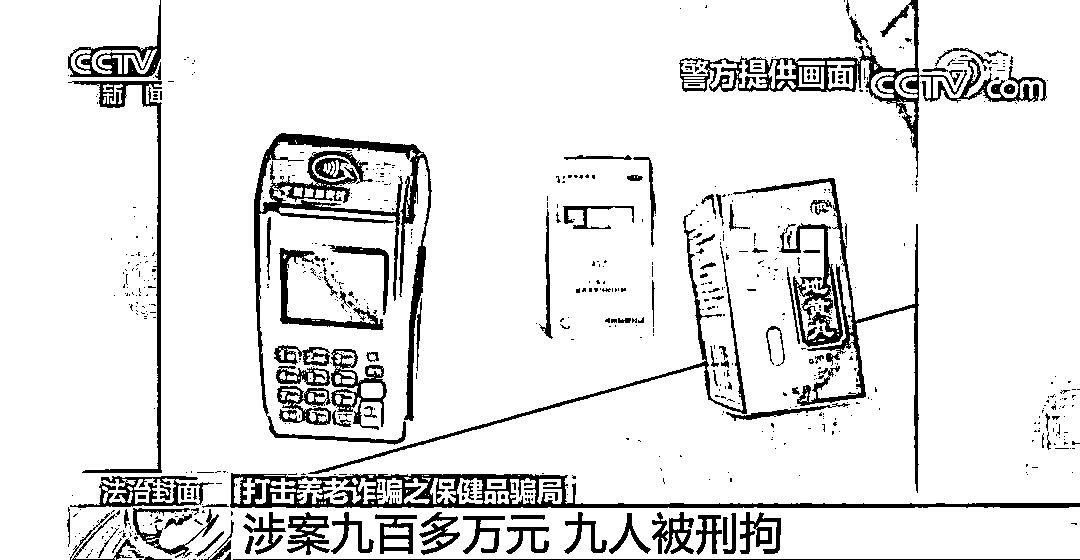 CCTV
新闻
警方提供画面
CCTV.com
法治封面
打击养老诈骗之保健品骗局
涉案九百多万元 九人被刑拘